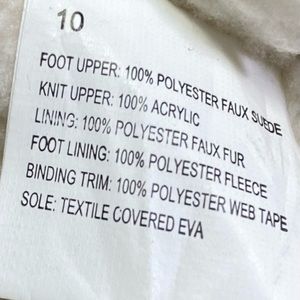 10
FOOT UPPER: 100% POLYESTER FAUX SUEDE
KNIT UPPER: 100% ACRYLIC
LINING: 100% POLYESTER FAUX FUR
FOOT LINING: 100% POLYESTER FLEECE
BINDING TRIM: 100% POLYESTER WEB TAPE
SOLE: TEXTILE COVERED EVA